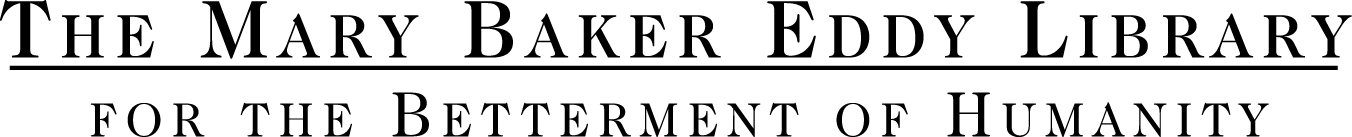 The Mary Baker Eddy Library
for the Betterment of Humanity